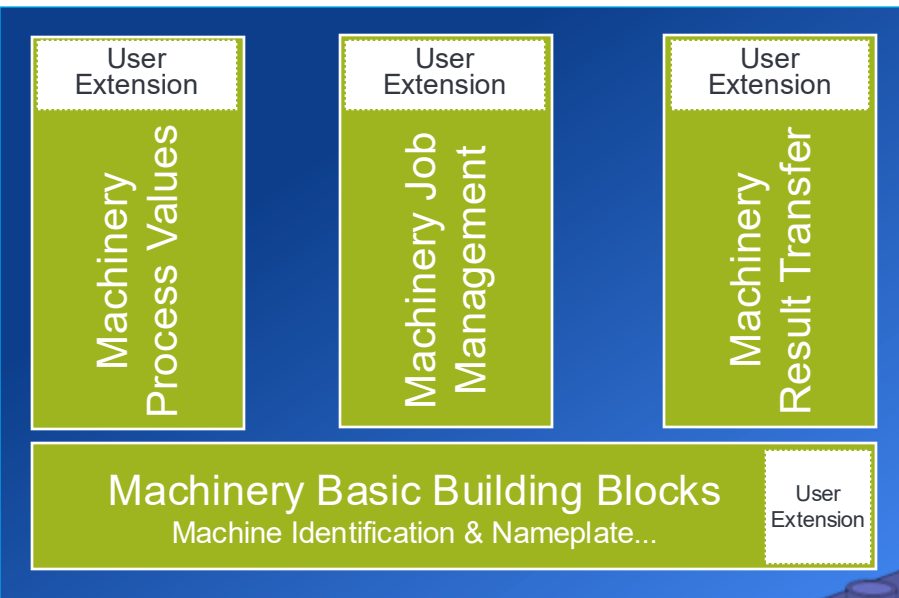 User
Extension
Machinery
Process Values
User
Extension
Machinery Job
Management
User
Extension
Machinery
Result Transfer
Machinery Basic Building Blocks
Machine Identification & Nameplate...
User
Extension